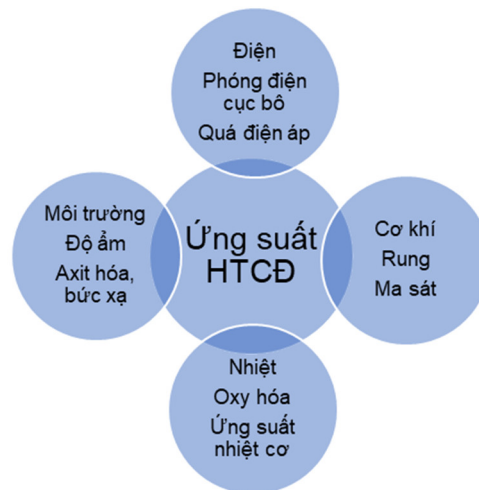 Điện
Phóng điện
cục bô
Quá điện áp
Môi trường
Độ ẩm
Axit hóa,
bức xạ
Ứng suất
HTCĐ
Cơ khí
Rung
Ma sát
Nhiệt
Oxy hóa
Ứng suất
nhiệt cơ